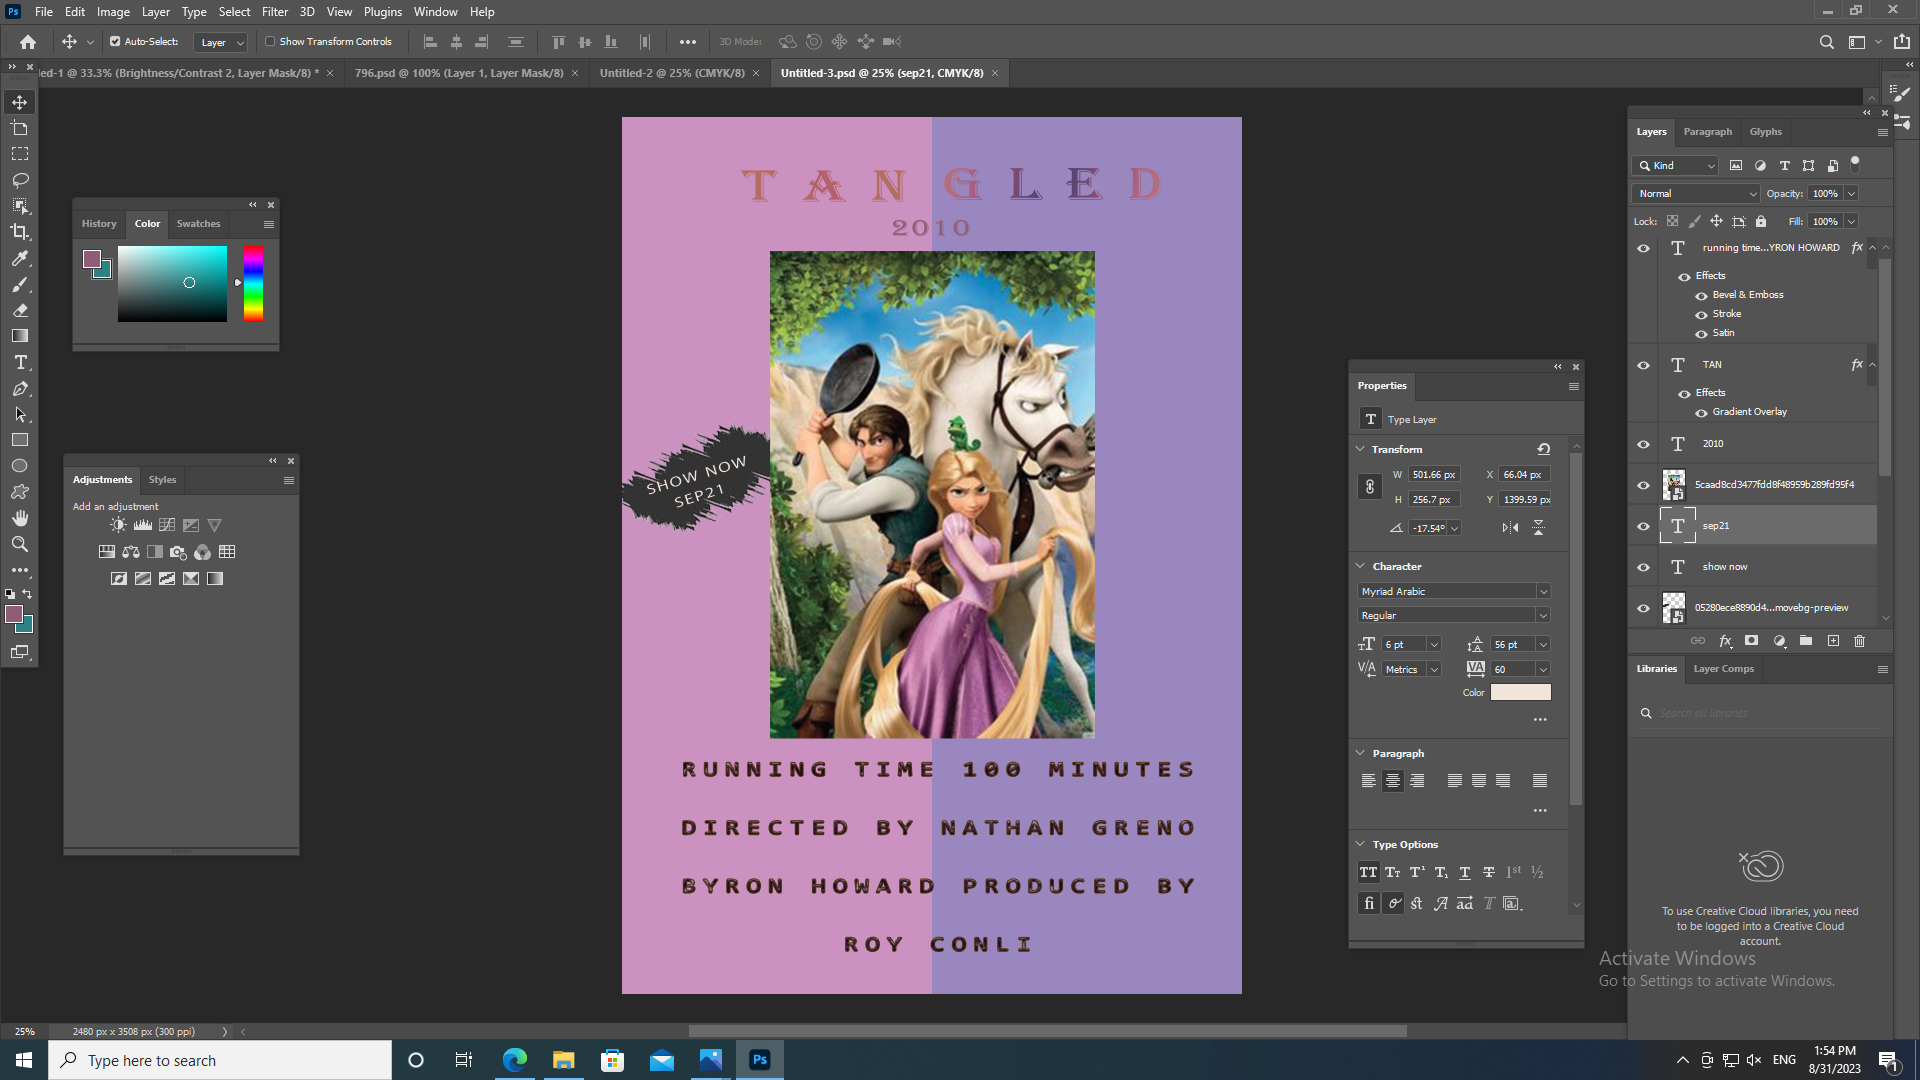 Ps File Edit Image Layer Type Select Filter 3D View Plugins Window Help
Auto-Select: Layer Show Transform Controls 3D Mode:
ed-1 @ 33.3% (Brightness/Contrast 2, Layer Mask/8) * 796.psd @ 100% (Layer 1, Layer Mask/8) Untitled-2 @ 25% (CMYK/8) Untitled-3.psd @ 25% (sep21, CMYK/8)
History Color Swatches
Adjustments Styles
Add an adjustment
TANGLED
2010
SHOW NOW
SEP21
RUNNING TIME 100 MINUTES
DIRECTED BY NATHAN GRENO
BYRON HOWARD PRODUCED BY
ROY CONLI
Properties
T Type Layer
Transform
W 501.66 px X 66.04 px
H 256.7 px Y 1399.59 px
-17.54°
Character
Myriad Arabic
Regular
6 pt 56 pt
Metrics 60
Color
Paragraph
Type Options
Layers Paragraph Glyphs
Kind
Normal Opacity: 100%
Lock: Fill: 100%
running time...YRON HOWARD fx
Effects
Bevel & Emboss
Stroke
Satin
TAN fx
Effects
Gradient Overlay
2010
5caad8cd3477fdd8f48959b289fd95f4
sep21
show now
05280ece8890d4...movebg-preview
Libraries Layer Comps
Search all libraries
To use Creative Cloud libraries, you need
to be logged into a Creative Cloud
account.
Activate Windows
Go to Settings to activate Windows.
25% 2480 px x 3508 px (300 ppi)
Type here to search
Ps
ENG
1:54 PM
8/31/2023
1